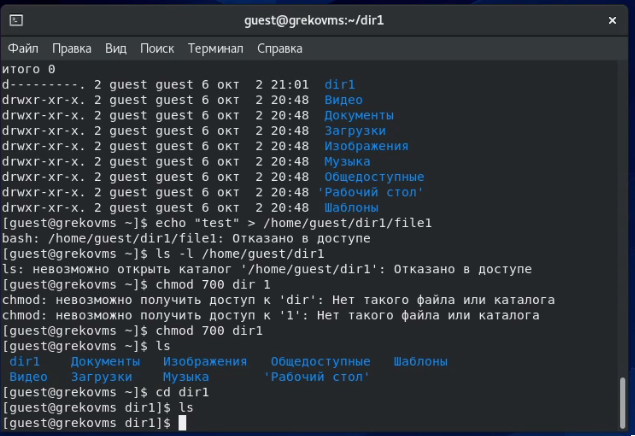 guest@grekovms:~/dir1
Файл Правка Вид Поиск Терминал Справка
итого 0
d---------. 2 guest guest 6 окт  2 21:01  dir1
drwxr-xr-x. 2 guest guest 6 окт  2 20:48  Видео
drwxr-xr-x. 2 guest guest 6 окт  2 20:48  Документы
drwxr-xr-x. 2 guest guest 6 окт  2 20:48  Загрузки
drwxr-xr-x. 2 guest guest 6 окт  2 20:48  Изображения
drwxr-xr-x. 2 guest guest 6 окт  2 20:48  Музыка
drwxr-xr-x. 2 guest guest 6 окт  2 20:48  Общедоступные
drwxr-xr-x. 2 guest guest 6 окт  2 20:48 'Рабочий стол'
drwxr-xr-x. 2 guest guest 6 окт  2 20:48  Шаблоны
[guest@grekovms ~]$ echo "test" > /home/guest/dir1/file1
bash: /home/guest/dir1/file1: Отказано в доступе
[guest@grekovms ~]$ ls -l /home/guest/dir1
ls: невозможно открыть каталог '/home/guest/dir1': Отказано в доступе
[guest@grekovms ~]$ chmod 700 dir 1
chmod: невозможно получить доступ к 'dir': Нет такого файла или каталога
chmod: невозможно получить доступ к '1': Нет такого файла или каталога
[guest@grekovms ~]$ chmod 700 dir1
[guest@grekovms ~]$ ls
dir1 Документы Изображения Общедоступные Шаблоны
Видео Загрузки Музыка 'Рабочий стол'
[guest@grekovms ~]$ cd dir1
[guest@grekovms dir1]$ ls
[guest@grekovms dir1]$